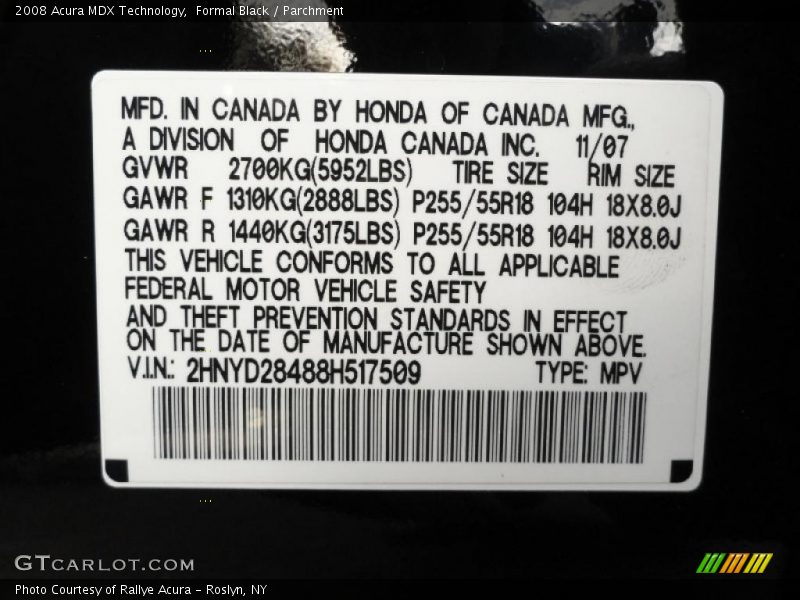 2008 Acura MDX Technology,  Formal Black / Parchment
MFD. IN CANADA BY HONDA OF CANADA MFG.,
A DIVISION OF HONDA CANADA INC. 11/07
GVWR 2700KG(5952LBS) TIRE SIZE RIM SIZE
GAWR F 1310KG(2888LBS) P255/55R18 104H 18X8.0J
GAWR R 1440KG(3175LBS) P255/55R18 104H 18X8.0J
THIS VEHICLE CONFORMS TO ALL APPLICABLE
FEDERAL MOTOR VEHICLE SAFETY
AND THEFT PREVENTION STANDARDS IN EFFECT
ON THE DATE OF MANUFACTURE SHOWN ABOVE.
V.I.N.: 2HNYD28488H517509 TYPE: MPV
GTCARLOT.COM
Photo Courtesy of Rallye Acura - Roslyn, NY